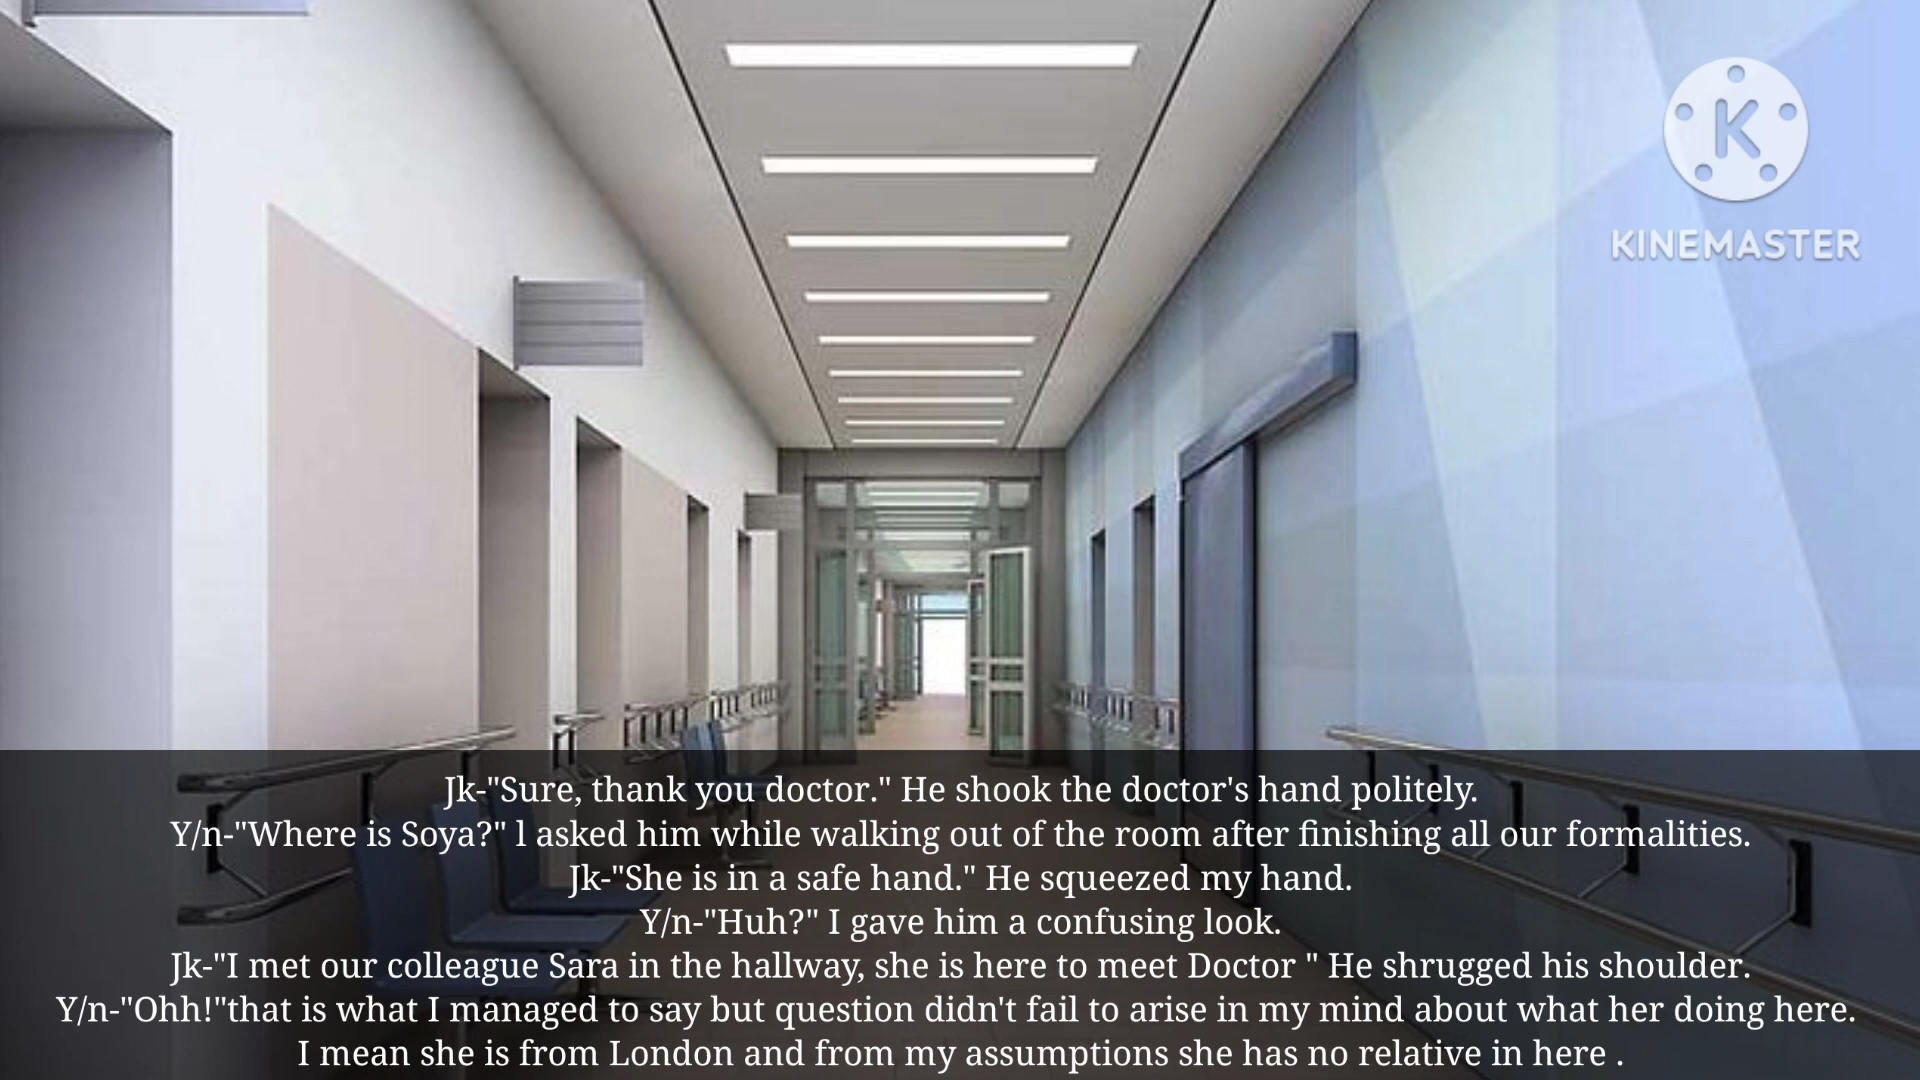 K
KINEMASTER
Jk-"Sure, thank you doctor." He shook the doctor's hand politely.
Y/n-"Where is Soya?" l asked him while walking out of the room after finishing all our formalities.
Jk-"She is in a safe hand." He squeezed my hand.
Y/n-"Huh?" I gave him a confusing look.
Jk-"I met our colleague Sara in the hallway, she is here to meet Doctor " He shrugged his shoulder.
Y/n-"Ohh!"that is what I managed to say but question didn't fail to arise in my mind about what her doing here.
I mean she is from London and from my assumptions she has no relative in here .